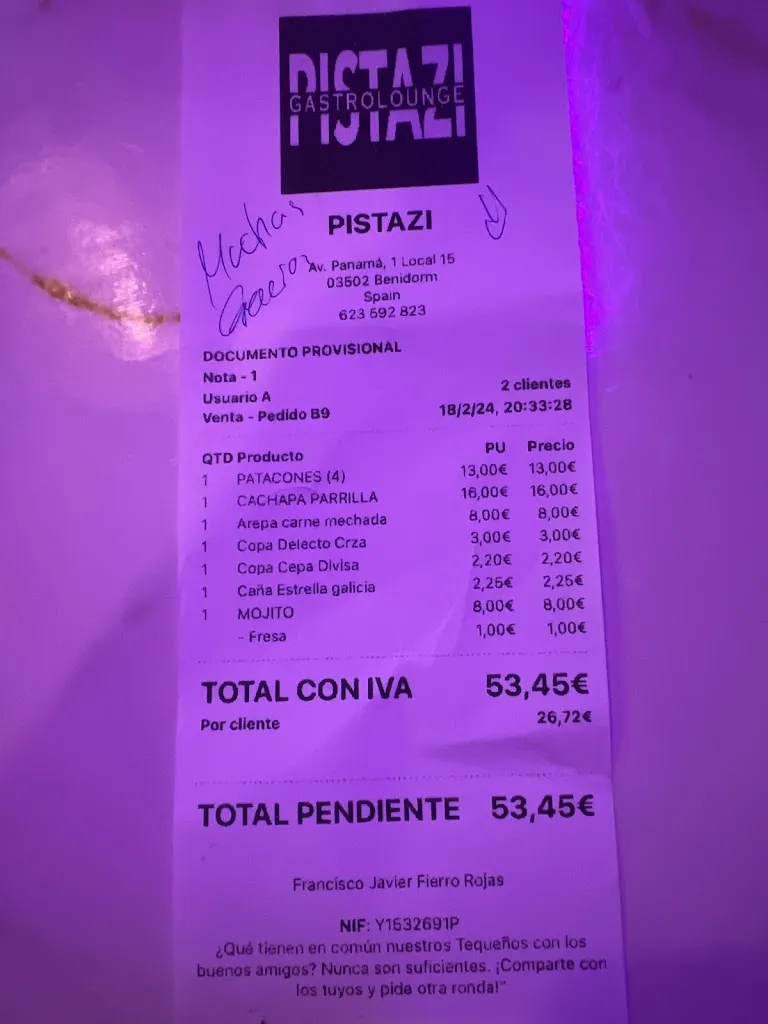 PISTAZI
GASTROLOUNGE
Muchas
Gracias
PISTAZI
Av. Panamá, 1 Local 15
03502 Benidorm
Spain
623 592 823
DOCUMENTO PROVISIONAL
Nota - 1
Usuario A 2 clientes
Venta - Pedido B9 18/2/24, 20:33:28
QTD Producto PU Precio
1 PATACONES (4) 13,00€ 13,00€
1 CACHAPA PARRILLA 16,00€ 16,00€
1 Arepa carne mechada 8,00€ 8,00€
1 Copa Delecto Crza 3,00€ 3,00€
1 Copa Cepa Divisa 2,20€ 2,20€
1 Caña Estrella galicia 2,25€ 2,25€
1 MOJITO 8,00€ 8,00€
- Fresa 1,00€ 1,00€
TOTAL CON IVA 53,45€
Por cliente 26,72€
TOTAL PENDIENTE 53,45€
Francisco Javier Fierro Rojas
NIF: Y1532691P
¿Qué tienen en común nuestros Tequeños con los
buenos amigos? Nunca son suficientes. ¡Comparte con
los tuyos y pide otra ronda!"